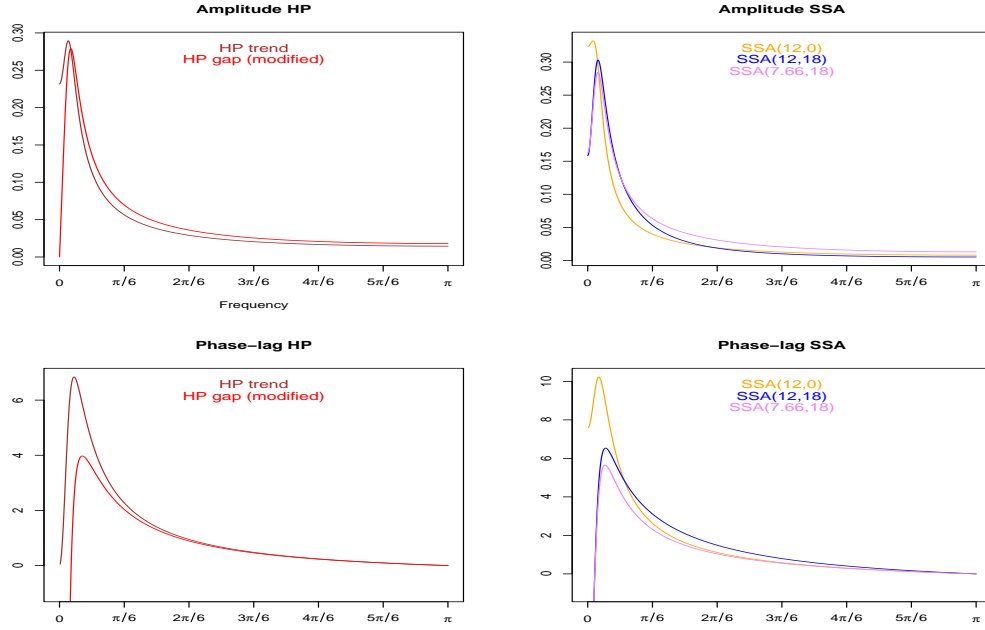 Amplitude HP
HP trend
HP gap (modified)
0.00
0.05
0.10
0.15
0.20
0.25
0.30
0
π/6
2π/6
3π/6
4π/6
5π/6
π
Frequency
Amplitude SSA
SSA(12,0)
SSA(12,18)
SSA(7.66,18)
0.00
0.05
0.10
0.15
0.20
0.25
0.30
0
π/6
2π/6
3π/6
4π/6
5π/6
π
Phase−lag HP
HP trend
HP gap (modified)
0
2
4
6
0
π/6
2π/6
3π/6
4π/6
5π/6
π
Phase−lag SSA
SSA(12,0)
SSA(12,18)
SSA(7.66,18)
0
2
4
6
8
10
0
π/6
2π/6
3π/6
4π/6
5π/6
π